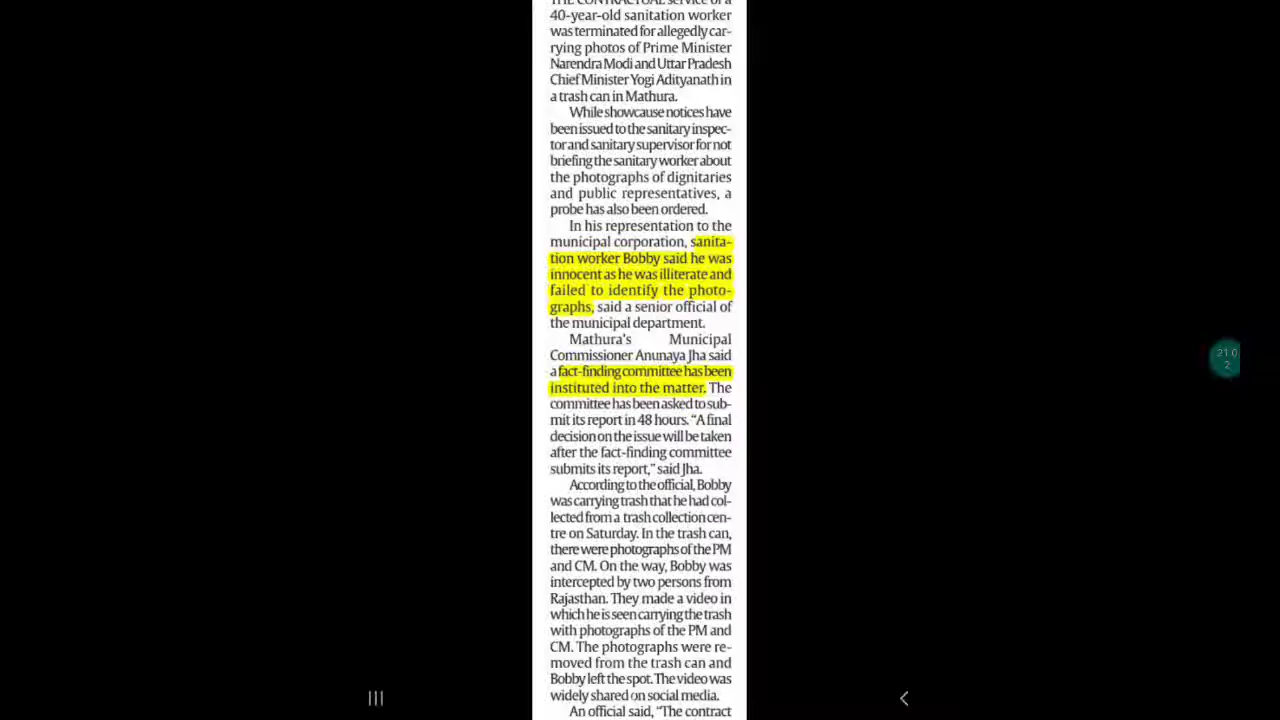 THE CONTRACTUAL service of a
40-year-old sanitation worker
was terminated for allegedly car-
rying photos of Prime Minister
Narendra Modi and Uttar Pradesh
Chief Minister Yogi Adityanath in
a trash can in Mathura.
While showcause notices have
been issued to the sanitary inspec-
tor and sanitary supervisor for not
briefing the sanitary worker about
the photographs of dignitaries
and public representatives, a
probe has also been ordered.
In his representation to the
municipal corporation, sanita-
tion worker Bobby said he was
innocent as he was illiterate and
failed to identify the photo-
graphs, said a senior official of
the municipal department.
Mathura's Municipal
Commissioner Anunaya Jha said
a fact-finding committee has been
instituted into the matter. The
committee has been asked to sub-
mit its report in 48 hours. “A final
decision on the issue will be taken
after the fact-finding committee
submits its report,” said Jha.
According to the official, Bobby
was carrying trash that he had col-
lected from a trash collection cen-
tre on Saturday. In the trash can,
there were photographs of the PM
and CM. On the way, Bobby was
intercepted by two persons from
Rajasthan. They made a video in
which he is seen carrying the trash
with photographs of the PM and
CM. The photographs were re-
moved from the trash can and
Bobby left the spot. The video was
widely shared on social media.
An official said, “The contract
21:0
2